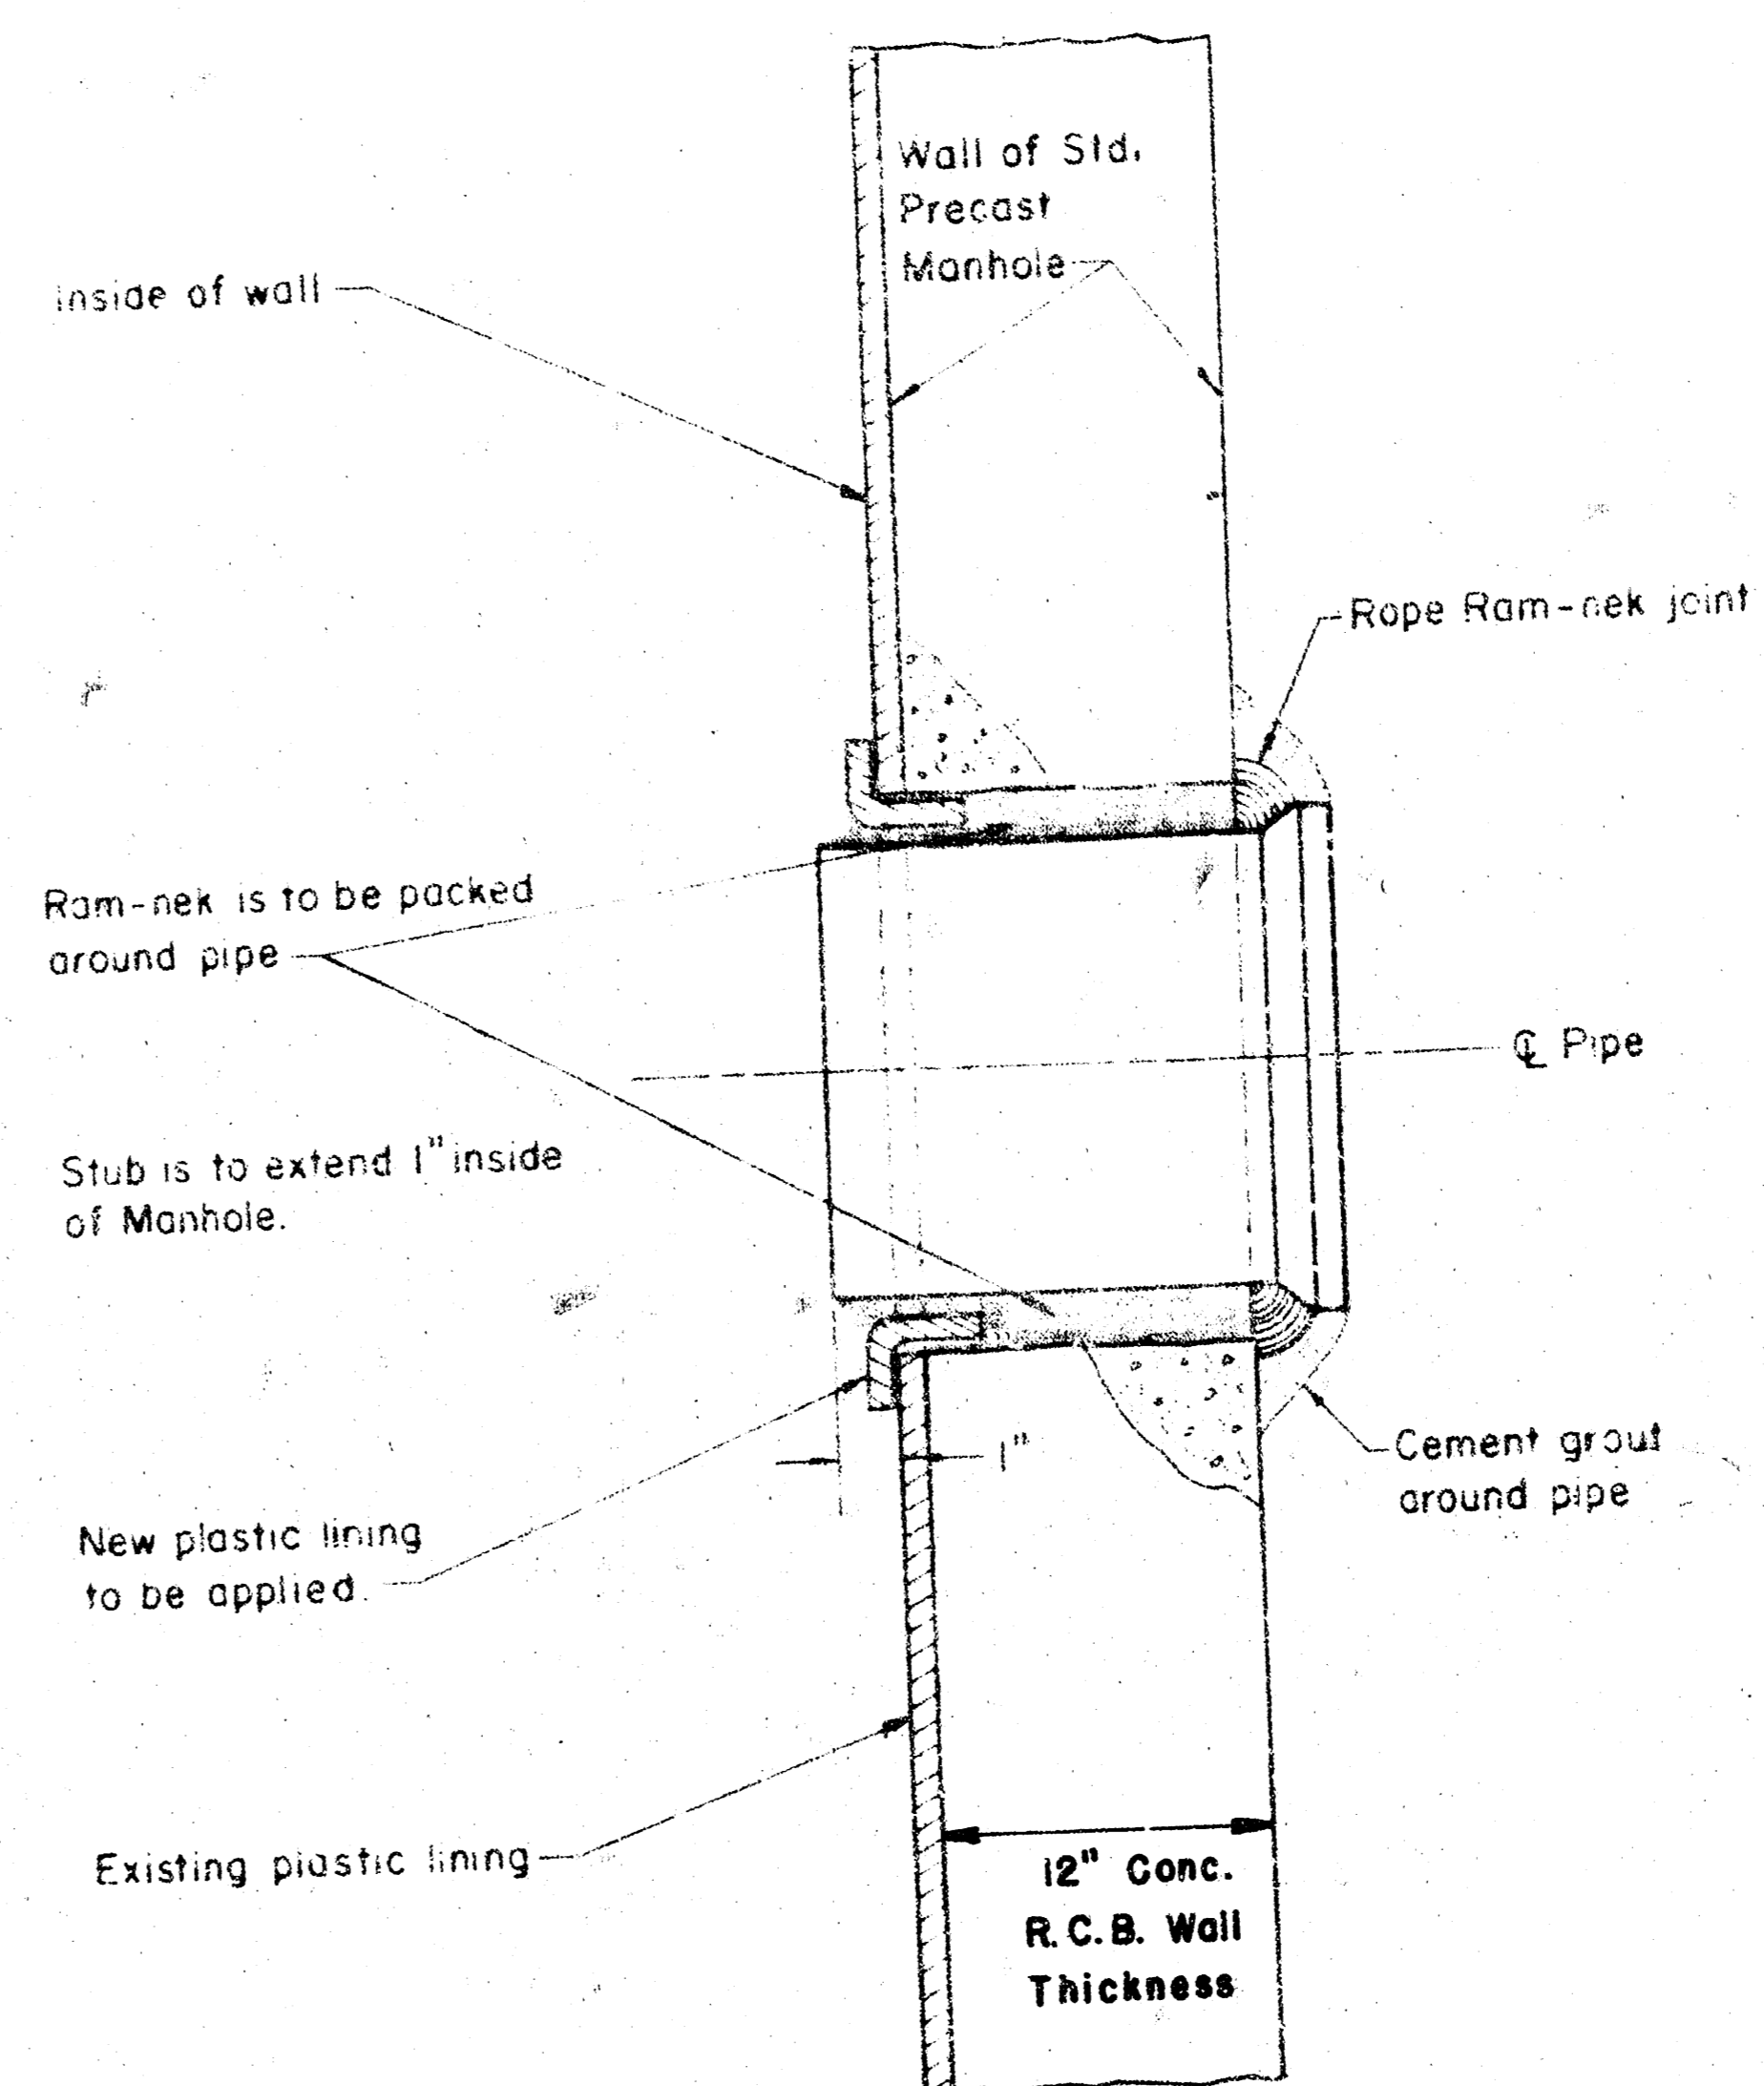 Wall of Std.
Precast
Manhole
Inside of wall
Rope Ram-nek joint
Ram-nek is to be packed
around pipe
℄ Pipe
Stub is to extend 1" inside
of Manhole.
1"
Cement grout
around pipe
New plastic lining
to be applied.
Existing plastic lining
12" Conc.
R.C.B. Wall
Thickness